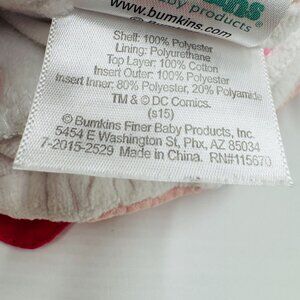 baby products
www.bumkins.com
Shell: 100% Polyester
Lining: Polyurethane
Top Layer: 100% Cotton
Insert Outer: 100% Polyester
Insert Inner: 80% Polyester, 20% Polyamide
TM & © DC Comics.
(s15)
© Bumkins Finer Baby Products, Inc.
5454 E Washington St, Phx, AZ 85034
7-2015-2529 Made in China. RN#115670